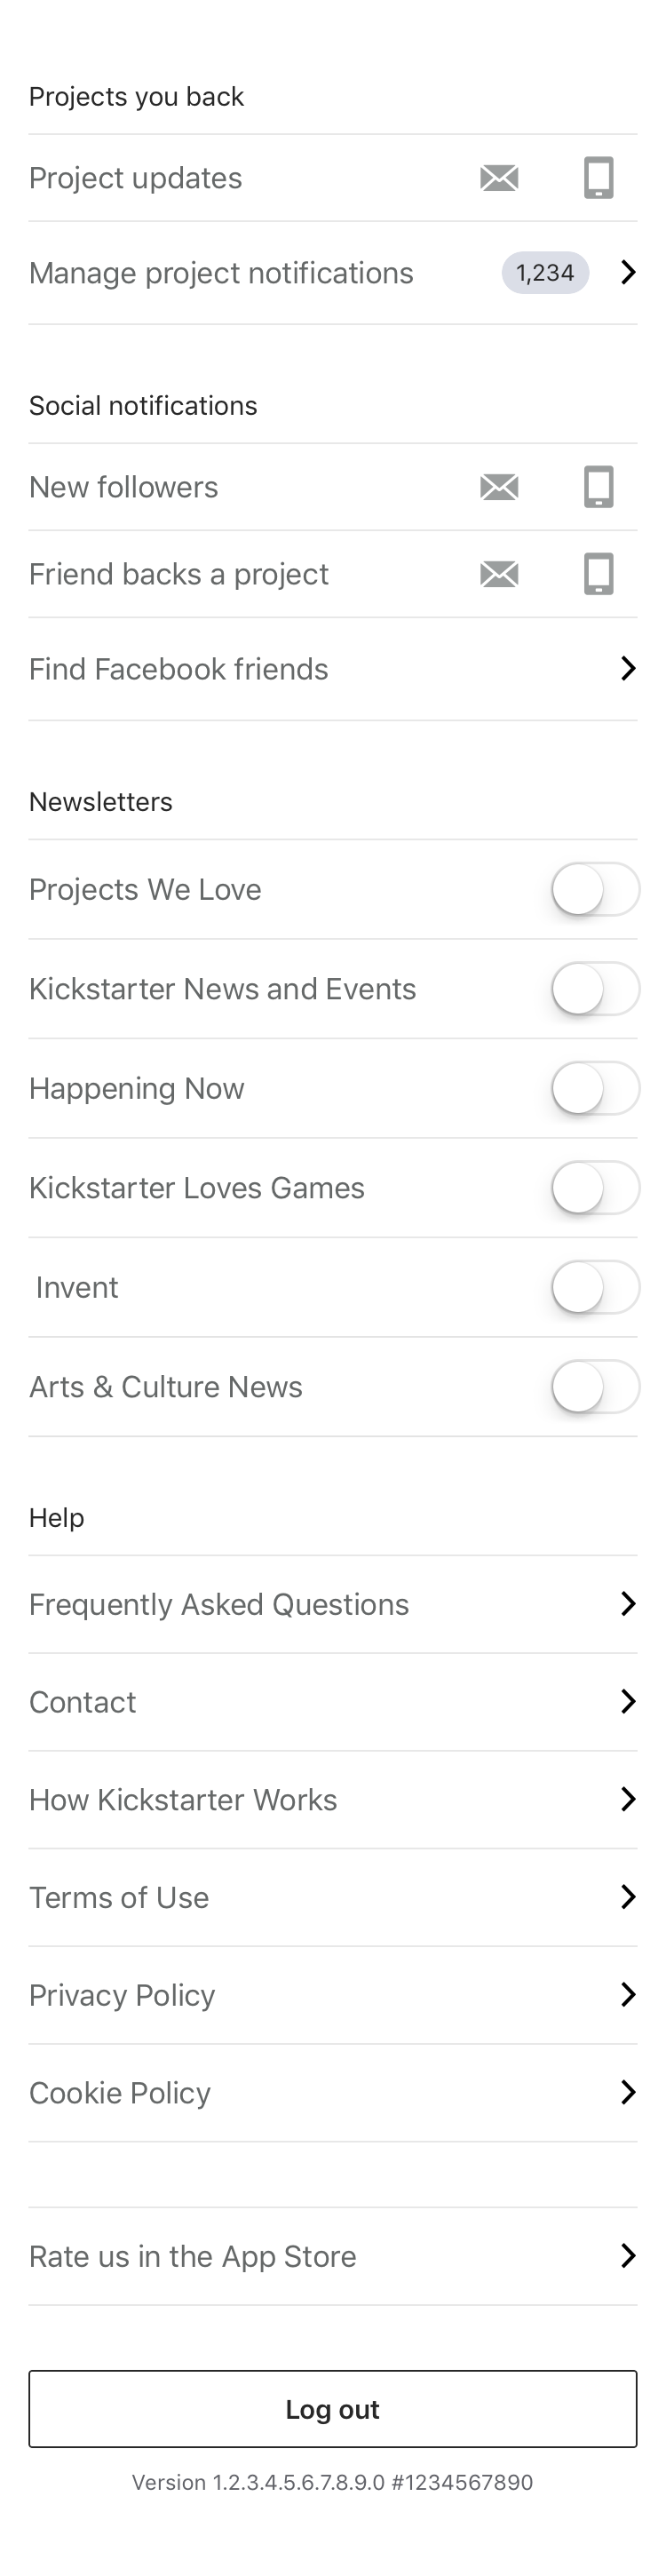 Projects you back
Project updates
Manage project notifications 1,234
Social notifications
New followers
Friend backs a project
Find Facebook friends
Newsletters
Projects We Love
Kickstarter News and Events
Happening Now
Kickstarter Loves Games
Invent
Arts & Culture News
Help
Frequently Asked Questions
Contact
How Kickstarter Works
Terms of Use
Privacy Policy
Cookie Policy
Rate us in the App Store
Log out
Version 1.2.3.4.5.6.7.8.9.0 #1234567890